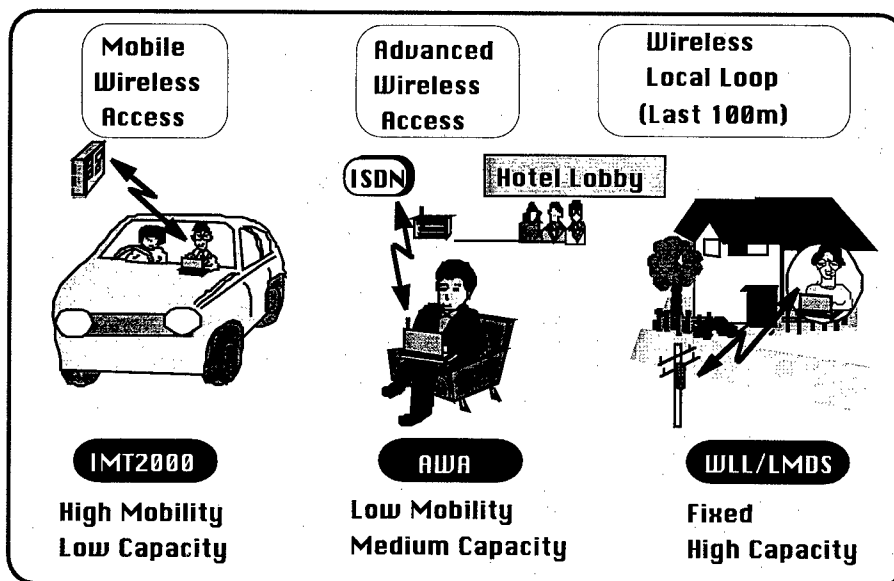 Mobile
Wireless
Access
Advanced
Wireless
Access
Wireless
Local Loop
(Last 100m)
ISDN
Hotel Lobby
IMT2000
High Mobility
Low Capacity
AWA
Low Mobility
Medium Capacity
WLL/LMDS
Fixed
High Capacity